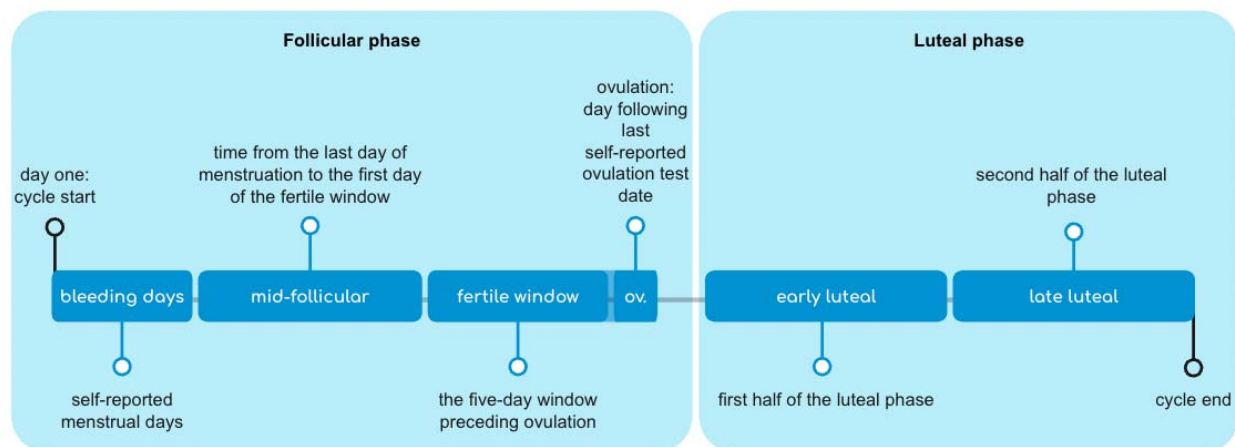 Follicular phase
Luteal phase
ovulation:
day following
last
self-reported
ovulation test
date
time from the last day of
menstruation to the first day
of the fertile window
day one:
cycle start
second half of the luteal
phase
bleeding days
mid-follicular
fertile window
ov.
early luteal
late luteal
self-reported
menstrual days
the five-day window
preceding ovulation
first half of the luteal phase
cycle end